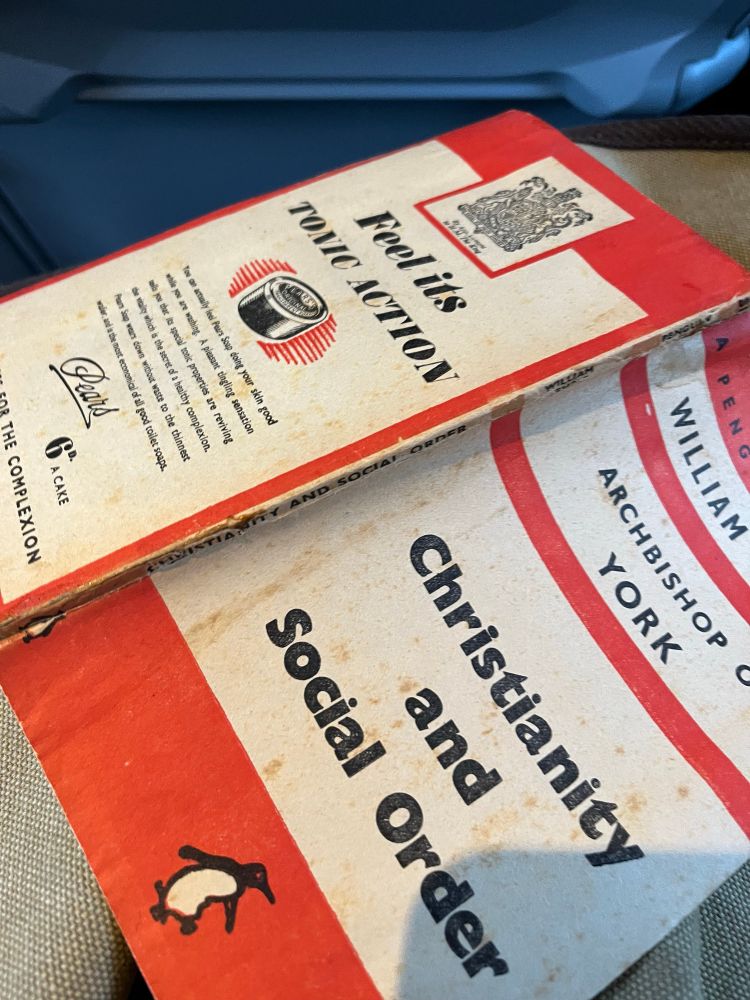 Feel its
TONIC ACTION
PEARS
ORIGINAL
You can actually feel Pears Soap doing your skin good
while you are washing. A pleasant tingling sensation
tells you that its special tonic properties are reviving
the vitality which is the secret of a healthy complexion.
Pears Soap wears down without waste to the thinnest
wafer, and is the most economical of all good toilet soaps.
Pears
6D. A CAKE
FOR THE COMPLEXION
CHRISTIANITY AND SOCIAL ORDER
WILLIAM
A PENG
WILLIAM
ARCHBISHOP O
YORK
Christianity
and
Social Order